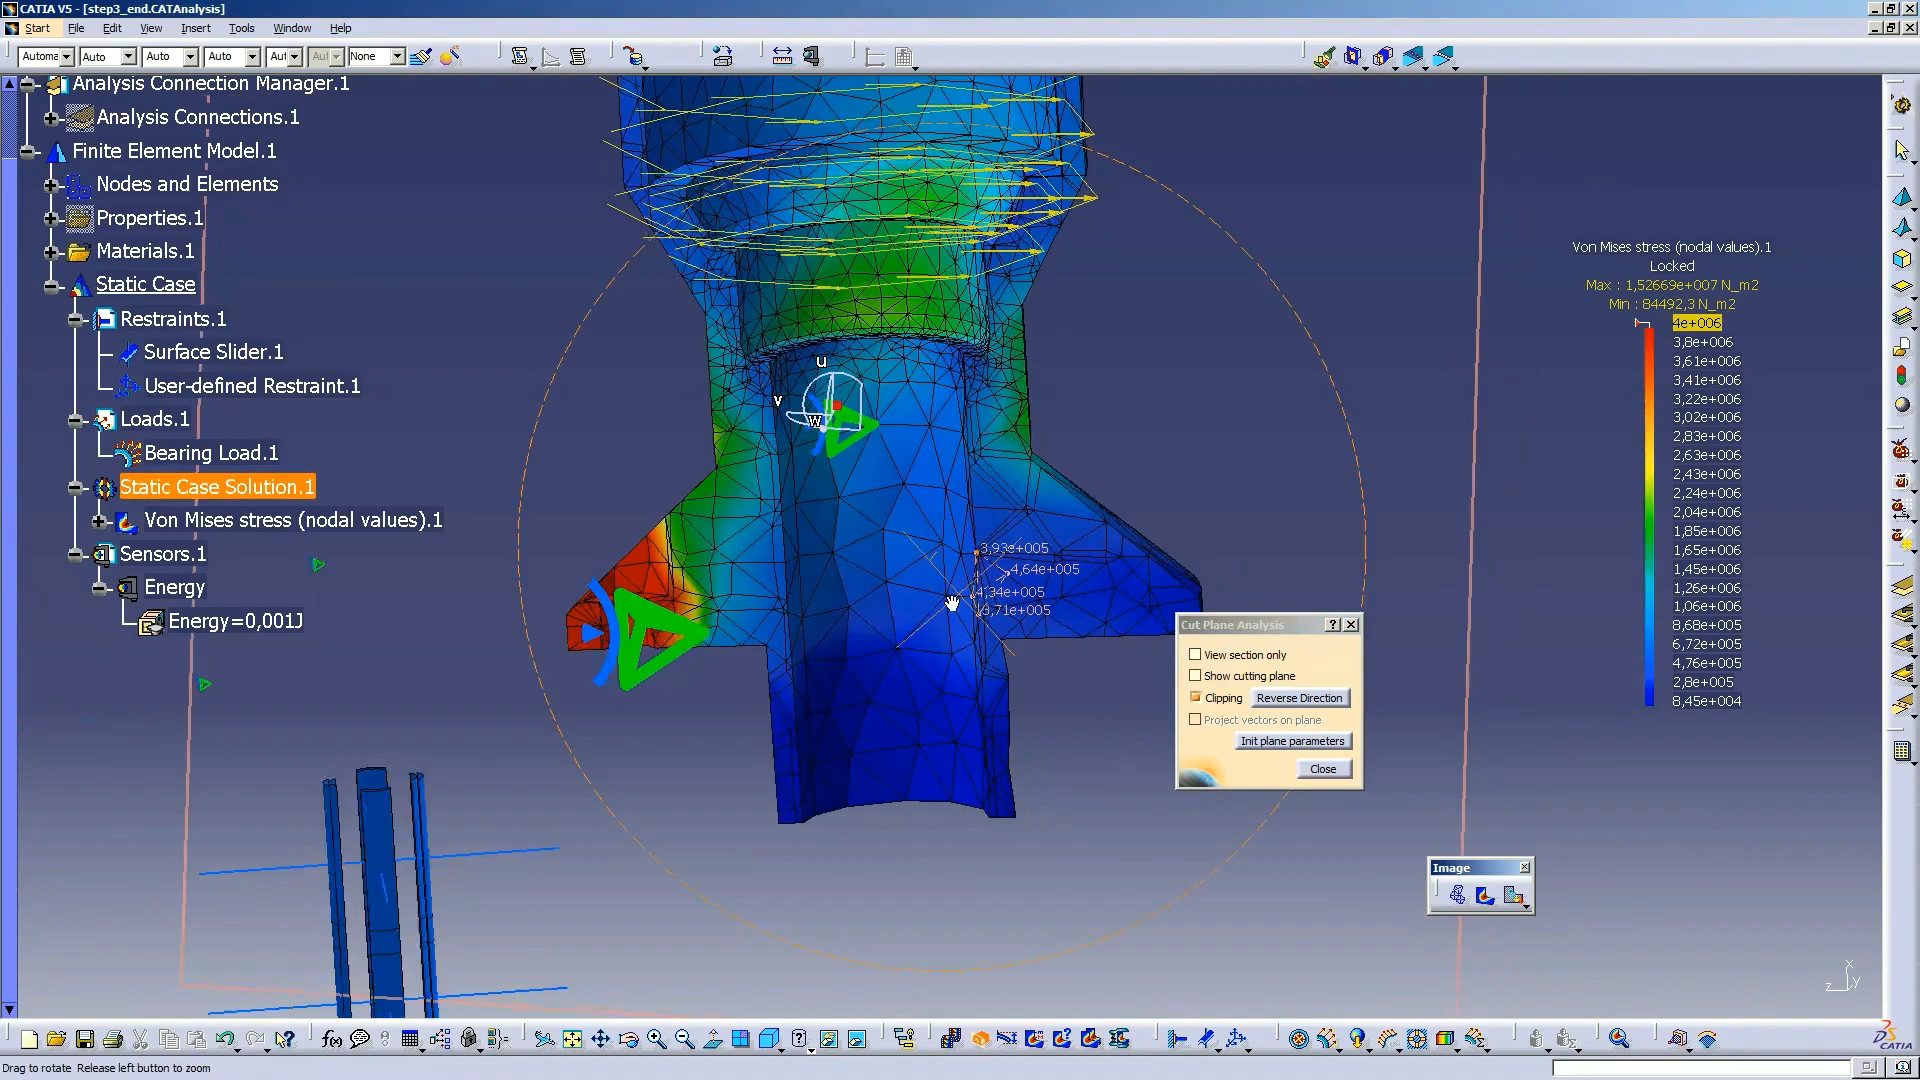 CATIA V5 - [step3_end.CATAnalysis]
Start File Edit View Insert Tools Window Help
Automa Auto Auto Auto Aut Aut None
Analysis Connection Manager.1
Analysis Connections.1
Finite Element Model.1
Nodes and Elements
Properties.1
Materials.1
Static Case
Restraints.1
Surface Slider.1
User-defined Restraint.1
Loads.1
Bearing Load.1
Static Case Solution.1
Von Mises stress (nodal values).1
Sensors.1
Energy
Energy=0,001J
u
v
w
3,93e+005
4,64e+005
4,34e+005
3,71e+005
Von Mises stress (nodal values).1
Locked
Max : 1,52669e+007 N_m2
Min : 84492,3 N_m2
4e+006
3,8e+006
3,61e+006
3,41e+006
3,22e+006
3,02e+006
2,83e+006
2,63e+006
2,43e+006
2,24e+006
2,04e+006
1,85e+006
1,65e+006
1,45e+006
1,26e+006
1,06e+006
8,68e+005
6,72e+005
4,76e+005
2,8e+005
8,45e+004
Cut Plane Analysis
View section only
Show cutting plane
Clipping Reverse Direction
Project vectors on plane
Init plane parameters
Close
Image
x
y
z
f(x)
CATIA
Drag to rotate Release left button to zoom